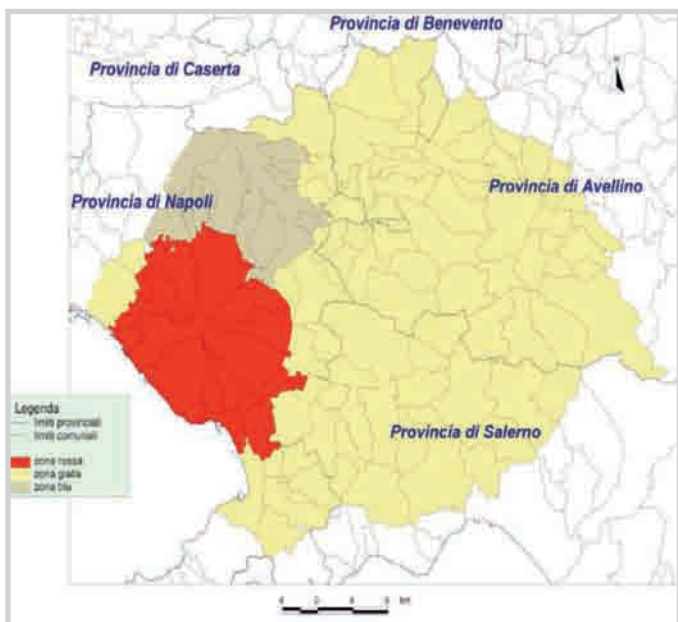 Provincia di Benevento
Provincia di Caserta
N
Provincia di Avellino
Provincia di Napoli
Provincia di Salerno
Legenda
limiti provinciali
limiti comunali
zona rossa
zona gialla
zona blu
km